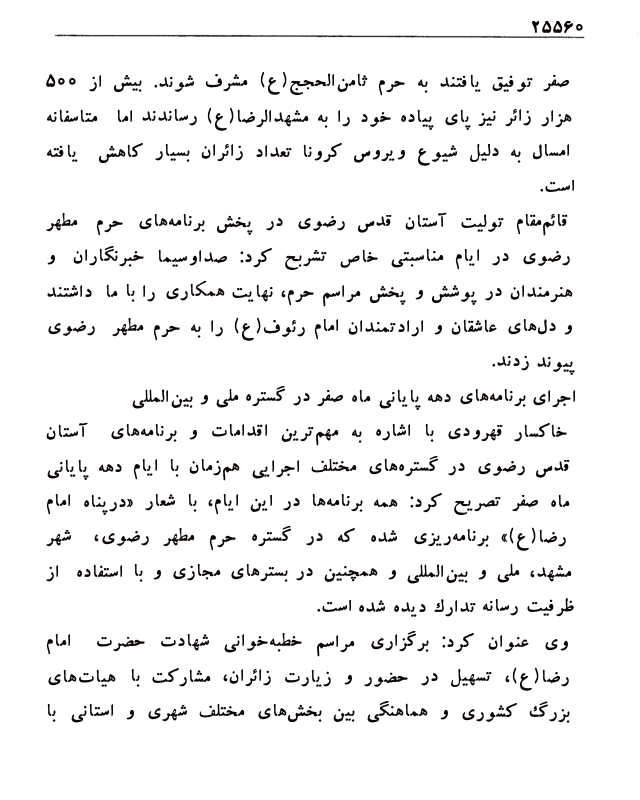 ۲۵۵۶۰
صفر توفیق یافتند به حرم ثامن‌الحجج(ع) مشرف شوند. بیش از ۵۰۰
هزار زائر نیز پای پیاده خود را به مشهدالرضا(ع) رساندند اما متاسفانه
امسال به دلیل شیوع ویروس کرونا تعداد زائران بسیار کاهش یافته
است.
قائم‌مقام تولیت آستان قدس رضوی در پخش برنامه‌های حرم مطهر
رضوی در ایام مناسبتی خاص تشریح کرد: صداوسیما خبرنگاران و
هنرمندان در پوشش و پخش مراسم حرم، نهایت همکاری را با ما داشتند
و دل‌های عاشقان و ارادتمندان امام رئوف(ع) را به حرم مطهر رضوی
پیوند زدند.
اجرای برنامه‌های دهه پایانی ماه صفر در گستره ملی و بین‌المللی
خاکسار قهرودی با اشاره به مهم‌ترین اقدامات و برنامه‌های آستان
قدس رضوی در گستره‌های مختلف اجرایی هم‌زمان با ایام دهه پایانی
ماه صفر تصریح کرد: همه برنامه‌ها در این ایام، با شعار «درپناه امام
رضا(ع)» برنامه‌ریزی شده که در گستره حرم مطهر رضوی، شهر
مشهد، ملی و بین‌المللی و همچنین در بسترهای مجازی و با استفاده از
ظرفیت رسانه تدارك دیده شده است.
وی عنوان کرد: برگزاری مراسم خطبه‌خوانی شهادت حضرت امام
رضا(ع)، تسهیل در حضور و زیارت زائران، مشارکت با هیات‌های
بزرگ کشوری و هماهنگی بین بخش‌های مختلف شهری و استانی با